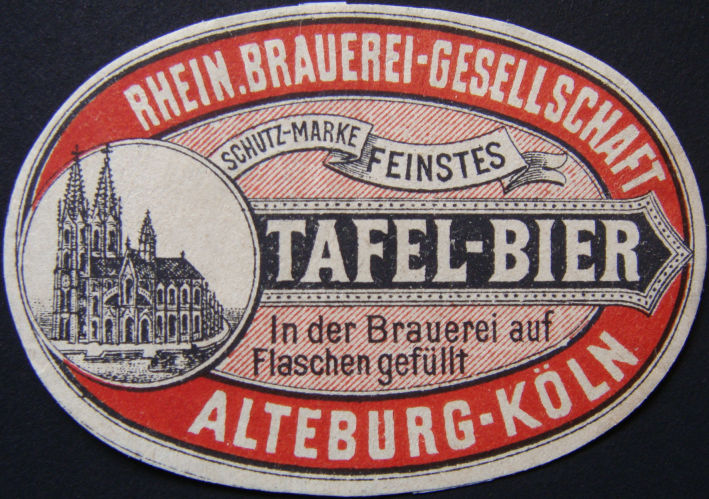 RHEIN. BRAUEREI-GESELLSCHAFT
SCHUTZ-MARKE
FEINSTES
TAFEL-BIER
In der Brauerei auf
Flaschen gefüllt
ALTEBURG-KÖLN